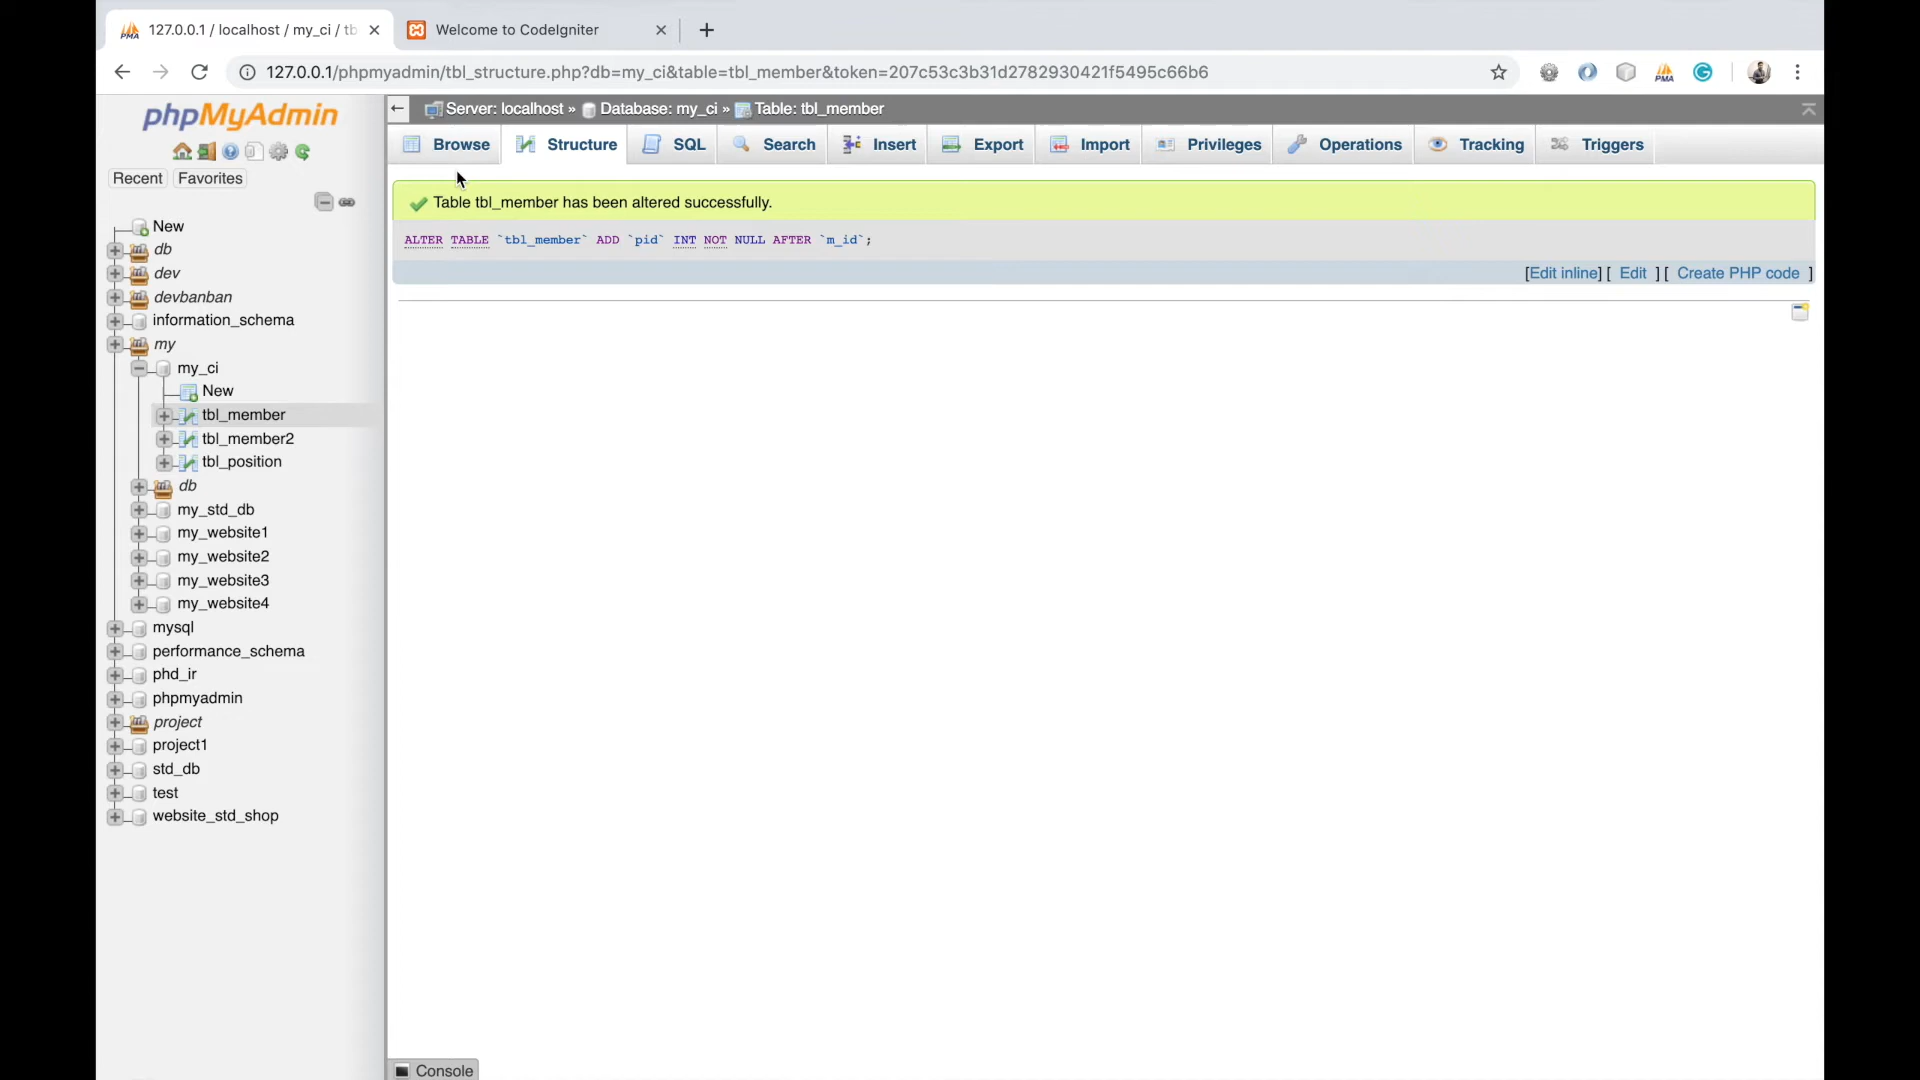 127.0.0.1 / localhost / my_ci / tb
Welcome to CodeIgniter
127.0.0.1/phpmyadmin/tbl_structure.php?db=my_ci&table=tbl_member&token=207c53c3b31d2782930421f5495c66b6
phpMyAdmin
Recent
Favorites
New
db
dev
devbanban
information_schema
my
my_ci
New
tbl_member
tbl_member2
tbl_position
db
my_std_db
my_website1
my_website2
my_website3
my_website4
mysql
performance_schema
phd_ir
phpmyadmin
project
project1
std_db
test
website_std_shop
Server: localhost » Database: my_ci » Table: tbl_member
Browse
Structure
SQL
Search
Insert
Export
Import
Privileges
Operations
Tracking
Triggers
Table tbl_member has been altered successfully.
ALTER TABLE `tbl_member` ADD `pid` INT NOT NULL AFTER `m_id`;
[Edit inline] [ Edit ] [ Create PHP code ]
Console